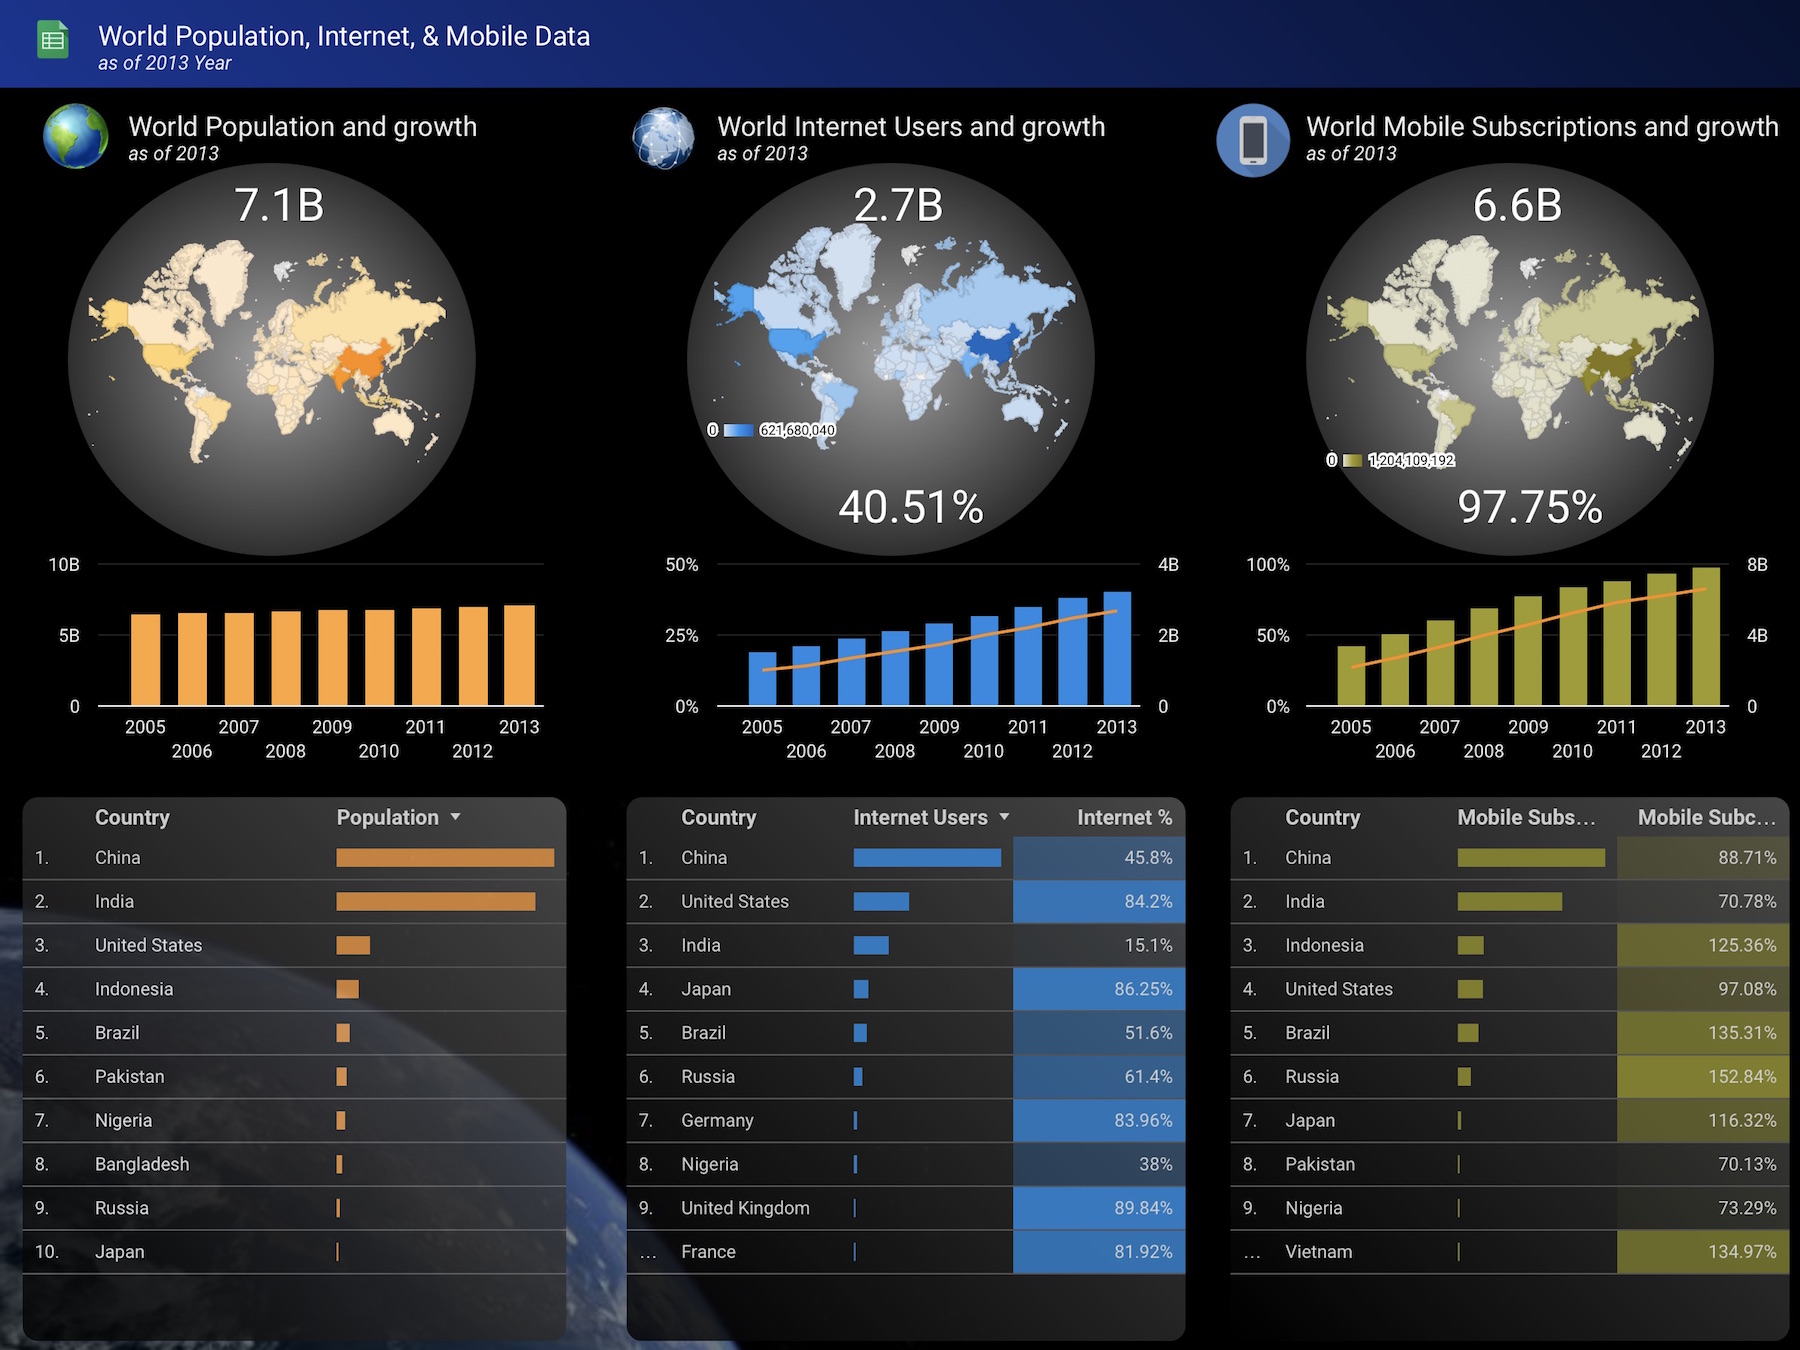 World Population, Internet, & Mobile Data
as of 2013 Year
World Population and growth
as of 2013
7.1B
10B
5B
0
2005 2007 2009 2011 2013
2006 2008 2010 2012
World Internet Users and growth
as of 2013
2.7B
0 621,680,040
40.51%
50% 4B
25% 2B
0% 0
2005 2007 2009 2011 2013
2006 2008 2010 2012
World Mobile Subscriptions and growth
as of 2013
6.6B
0 1,204,109,192
97.75%
100% 8B
50% 4B
0% 0
2005 2007 2009 2011 2013
2006 2008 2010 2012
Country Population
1. China
2. India
3. United States
4. Indonesia
5. Brazil
6. Pakistan
7. Nigeria
8. Bangladesh
9. Russia
10. Japan
Country Internet Users Internet %
1. China 45.8%
2. United States 84.2%
3. India 15.1%
4. Japan 86.25%
5. Brazil 51.6%
6. Russia 61.4%
7. Germany 83.96%
8. Nigeria 38%
9. United Kingdom 89.84%
... France 81.92%
Country Mobile Subs... Mobile Subc...
1. China 88.71%
2. India 70.78%
3. Indonesia 125.36%
4. United States 97.08%
5. Brazil 135.31%
6. Russia 152.84%
7. Japan 116.32%
8. Pakistan 70.13%
9. Nigeria 73.29%
... Vietnam 134.97%